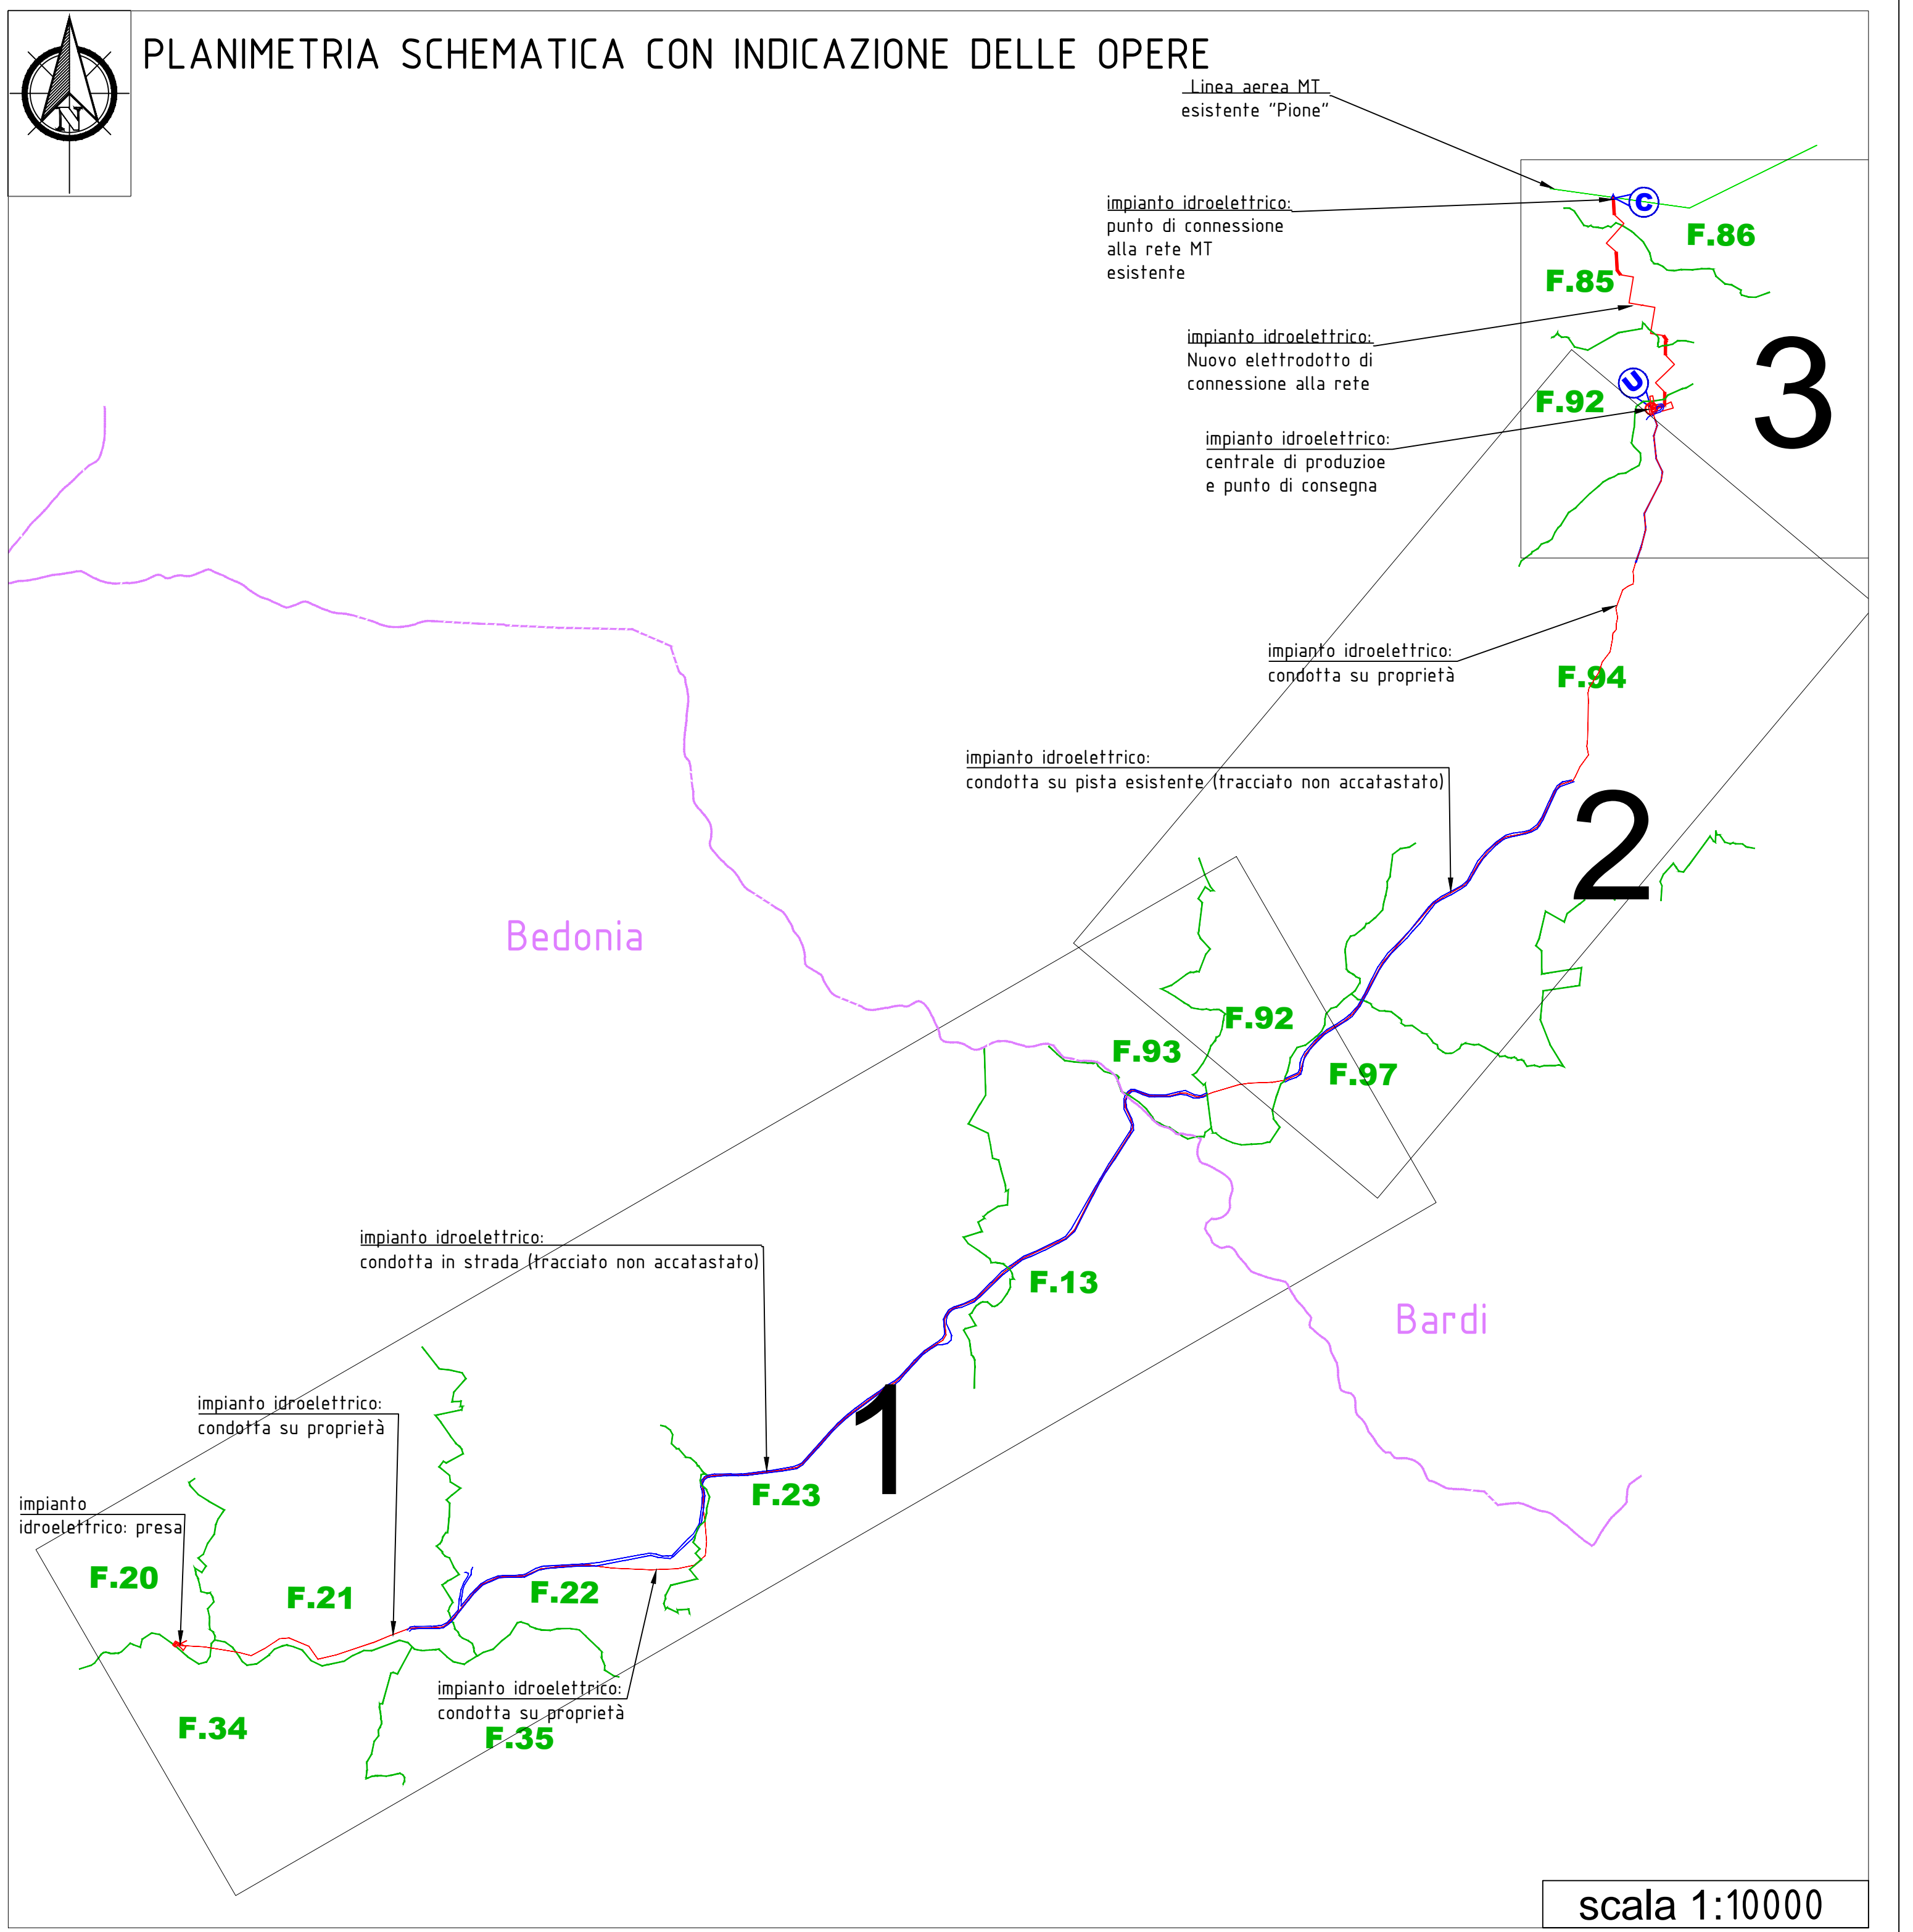 N
PLANIMETRIA SCHEMATICA CON INDICAZIONE DELLE OPERE
Linea aerea MT
esistente "Pione"
impianto idroelettrico:
punto di connessione
alla rete MT
esistente
C
F.86
F.85
impianto idroelettrico:
Nuovo elettrodotto di
connessione alla rete
3
U
F.92
impianto idroelettrico:
centrale di produzioe
e punto di consegna
impianto idroelettrico:
condotta su proprietà
F.94
impianto idroelettrico:
condotta su pista esistente (tracciato non accatastato)
2
Bedonia
F.92
F.93
F.97
impianto idroelettrico:
condotta in strada (tracciato non accatastato)
F.13
Bardi
1
impianto idroelettrico:
condotta su proprietà
F.23
impianto
idroelettrico: presa
F.20
F.21
F.22
impianto idroelettrico:
condotta su proprietà
F.34
F.35
scala 1:10000